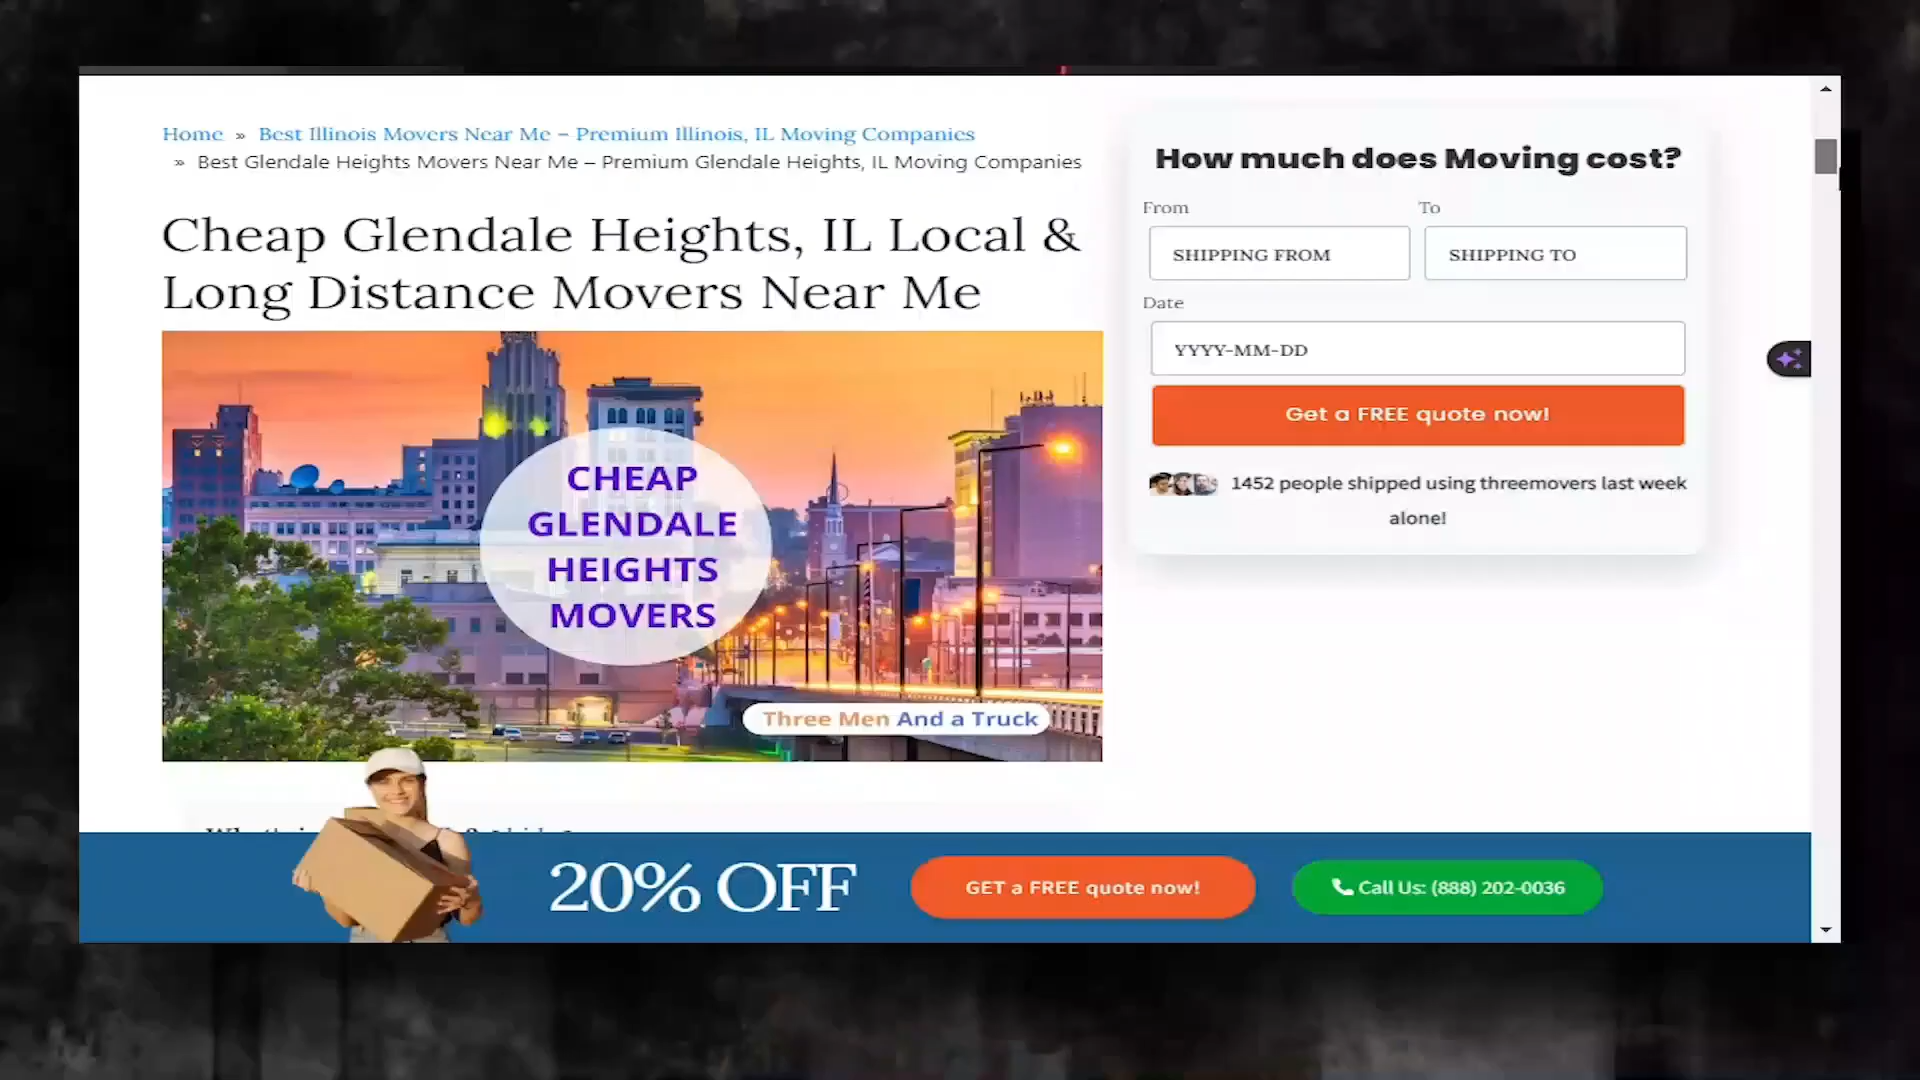 Home » Best Illinois Movers Near Me – Premium Illinois, IL Moving Companies
» Best Glendale Heights Movers Near Me – Premium Glendale Heights, IL Moving Companies
Cheap Glendale Heights, IL Local &
Long Distance Movers Near Me
CHEAP
GLENDALE
HEIGHTS
MOVERS
Three Men And a Truck
How much does Moving cost?
From To
SHIPPING FROM SHIPPING TO
Date
YYYY-MM-DD
Get a FREE quote now!
1452 people shipped using threemovers last week
alone!
20% OFF
GET a FREE quote now!
Call Us: (888) 202-0036